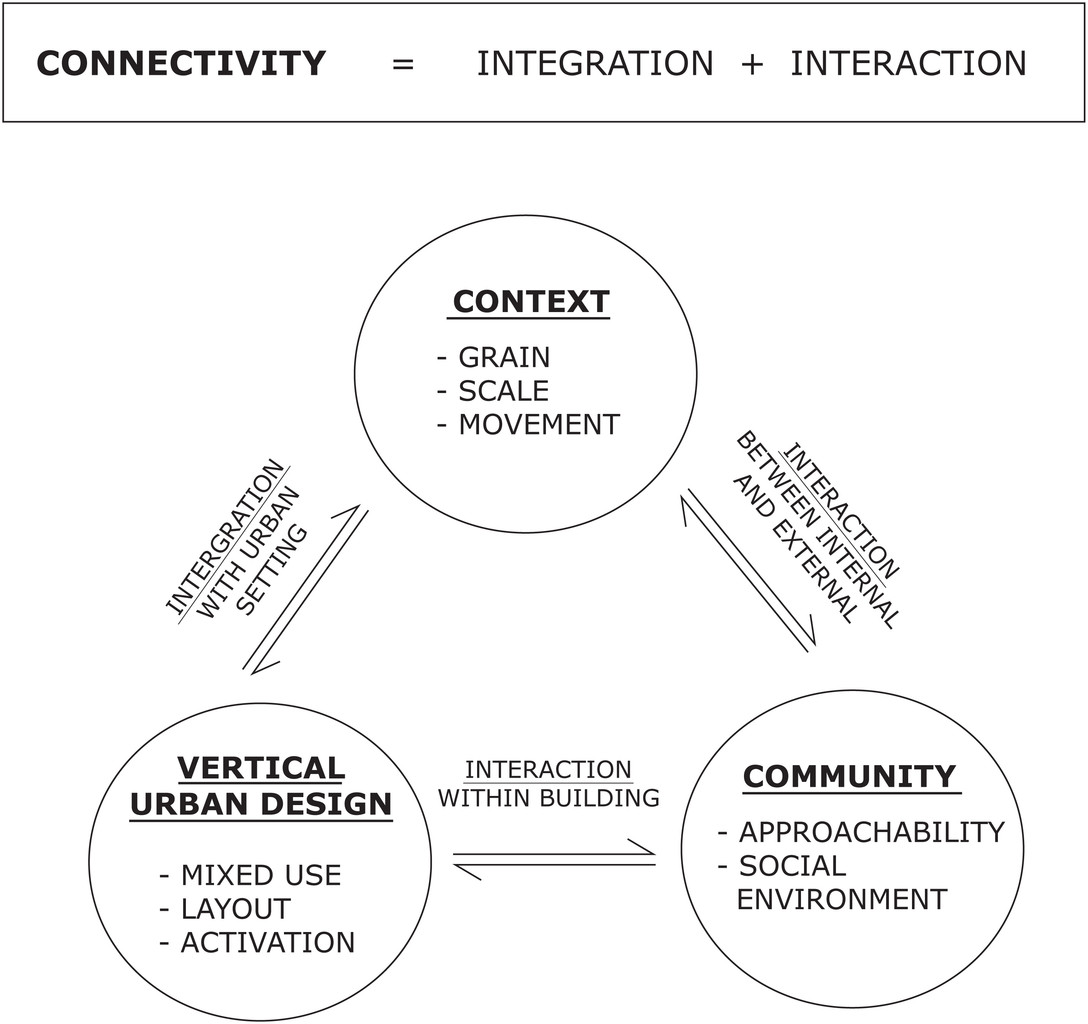 CONNECTIVITY = INTEGRATION + INTERACTION
CONTEXT
- GRAIN
- SCALE
- MOVEMENT
INTERGRATION
WITH URBAN
SETTING
INTERACTION
BETWEEN INTERNAL
AND EXTERNAL
VERTICAL
URBAN DESIGN
- MIXED USE
- LAYOUT
- ACTIVATION
INTERACTION
WITHIN BUILDING
COMMUNITY
- APPROACHABILITY
- SOCIAL
ENVIRONMENT